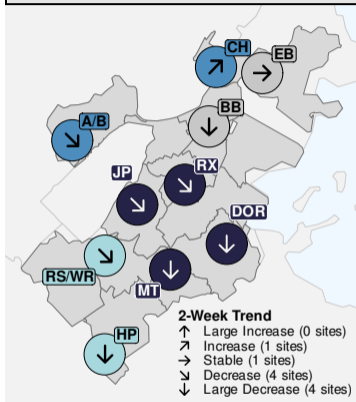 CH
EB
BB
A/B
RX
JP
DOR
RS/WR
MT
HP
2-Week Trend
↑ Large Increase (0 sites)
↗ Increase (1 sites)
→ Stable (1 sites)
↘ Decrease (4 sites)
↓ Large Decrease (4 sites)